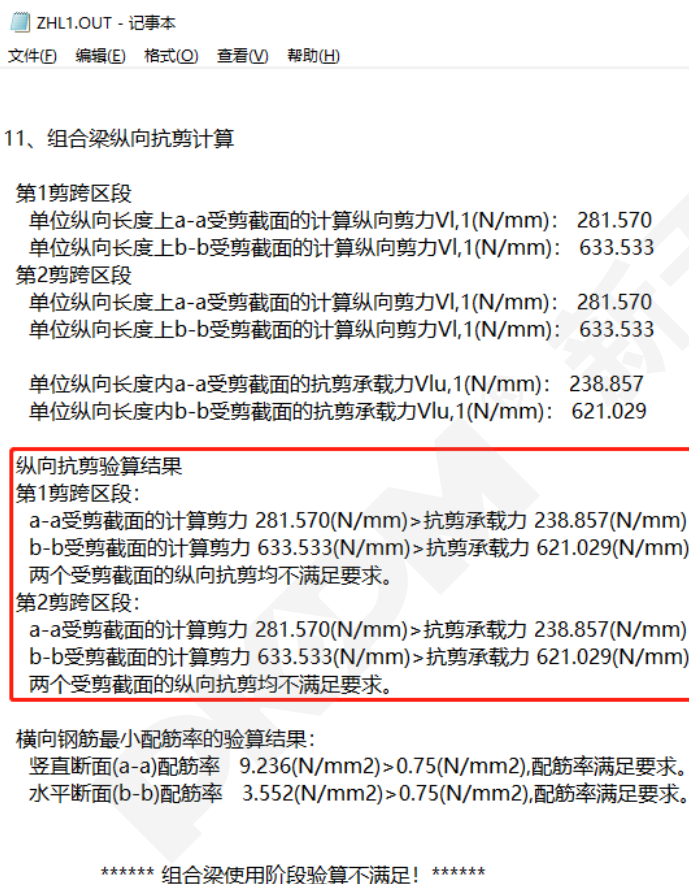 ZHL1.OUT - 记事本
文件(F) 编辑(E) 格式(O) 查看(V) 帮助(H)
11、组合梁纵向抗剪计算
第1剪跨区段
单位纵向长度上a-a受剪截面的计算纵向剪力Vl,1(N/mm)： 281.570
单位纵向长度上b-b受剪截面的计算纵向剪力Vl,1(N/mm)： 633.533
第2剪跨区段
单位纵向长度上a-a受剪截面的计算纵向剪力Vl,1(N/mm)： 281.570
单位纵向长度上b-b受剪截面的计算纵向剪力Vl,1(N/mm)： 633.533
单位纵向长度内a-a受剪截面的抗剪承载力Vlu,1(N/mm)： 238.857
单位纵向长度内b-b受剪截面的抗剪承载力Vlu,1(N/mm)： 621.029
纵向抗剪验算结果
第1剪跨区段：
a-a受剪截面的计算剪力 281.570(N/mm)>抗剪承载力 238.857(N/mm)
b-b受剪截面的计算剪力 633.533(N/mm)>抗剪承载力 621.029(N/mm)
两个受剪截面的纵向抗剪均不满足要求。
第2剪跨区段：
a-a受剪截面的计算剪力 281.570(N/mm)>抗剪承载力 238.857(N/mm)
b-b受剪截面的计算剪力 633.533(N/mm)>抗剪承载力 621.029(N/mm)
两个受剪截面的纵向抗剪均不满足要求。
横向钢筋最小配筋率的验算结果：
竖直断面(a-a)配筋率 9.236(N/mm2)>0.75(N/mm2),配筋率满足要求。
水平断面(b-b)配筋率 3.552(N/mm2)>0.75(N/mm2),配筋率满足要求。
****** 组合梁使用阶段验算不满足！******
PKPM®